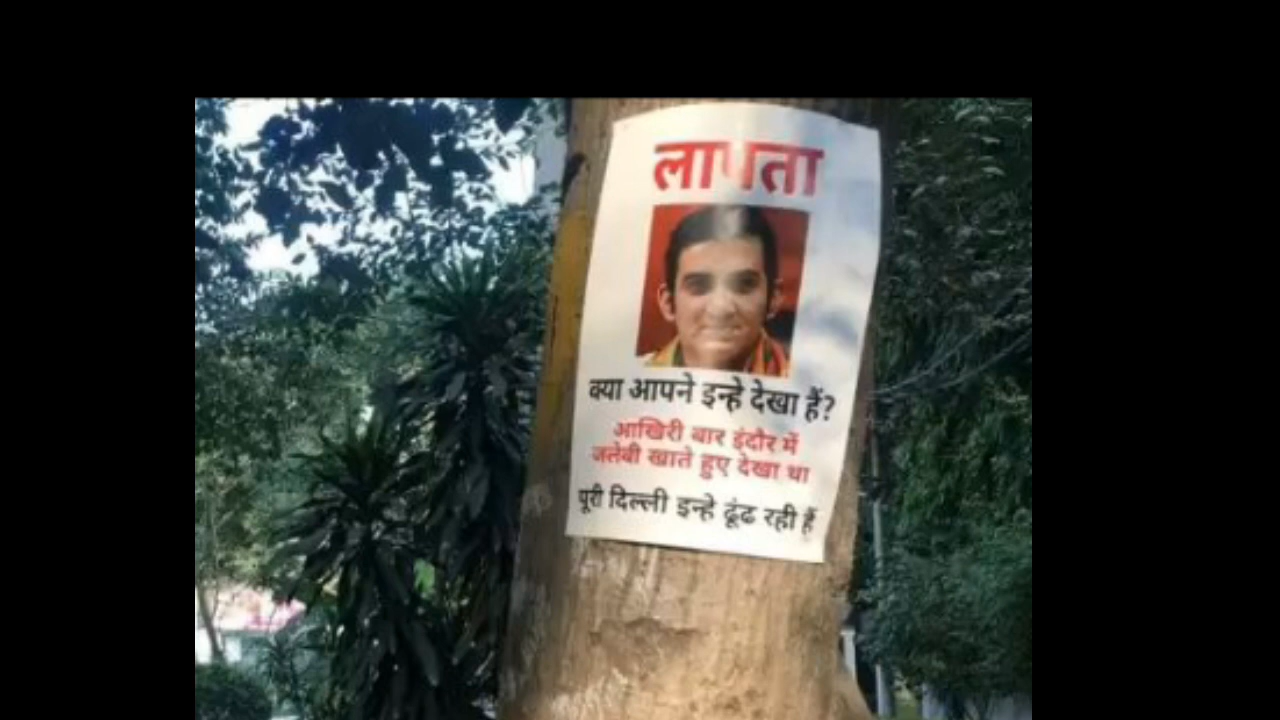 लापता
क्या आपने इन्हे देखा हैं?
आखिरी बार इंदौर में
जलेबी खाते हुए देखा था
पूरी दिल्ली इन्हे ढूंढ रही हैं